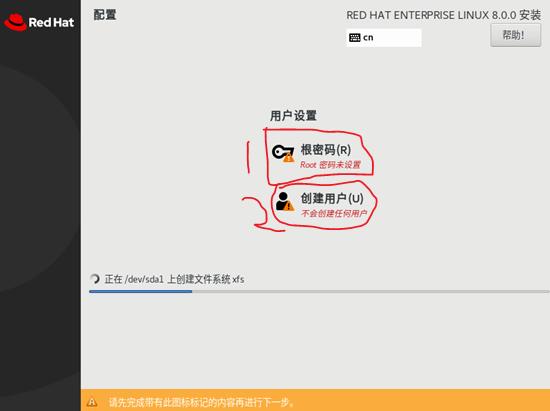 Red Hat
配置
RED HAT ENTERPRISE LINUX 8.0.0 安装
cn
帮助！
用户设置
1
根密码(R)
Root 密码未设置
2
创建用户(U)
不会创建任何用户
正在 /dev/sda1 上创建文件系统 xfs
请先完成带有此图标标记的内容再进行下一步。